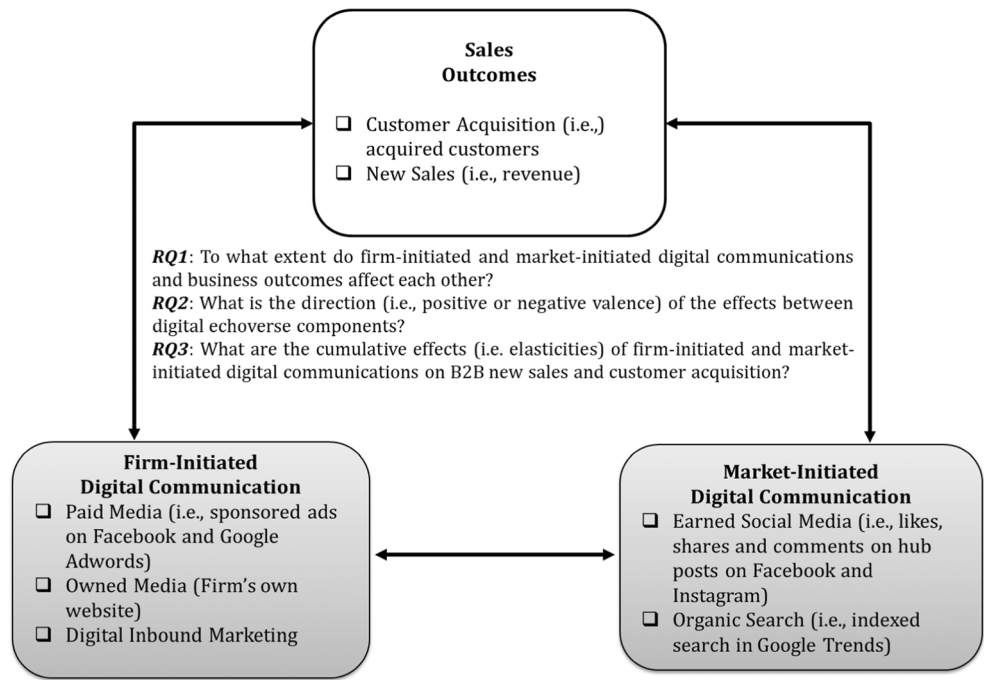 Sales
Outcomes
❑ Customer Acquisition (i.e.,)
acquired customers
❑ New Sales (i.e., revenue)
RQ1: To what extent do firm-initiated and market-initiated digital communications
and business outcomes affect each other?
RQ2: What is the direction (i.e., positive or negative valence) of the effects between
digital echoverse components?
RQ3: What are the cumulative effects (i.e. elasticities) of firm-initiated and market-
initiated digital communications on B2B new sales and customer acquisition?
Firm-Initiated
Digital Communication
❑ Paid Media (i.e., sponsored ads
on Facebook and Google
Adwords)
❑ Owned Media (Firm's own
website)
❑ Digital Inbound Marketing
Market-Initiated
Digital Communication
❑ Earned Social Media (i.e., likes,
shares and comments on hub
posts on Facebook and
Instagram)
❑ Organic Search (i.e., indexed
search in Google Trends)